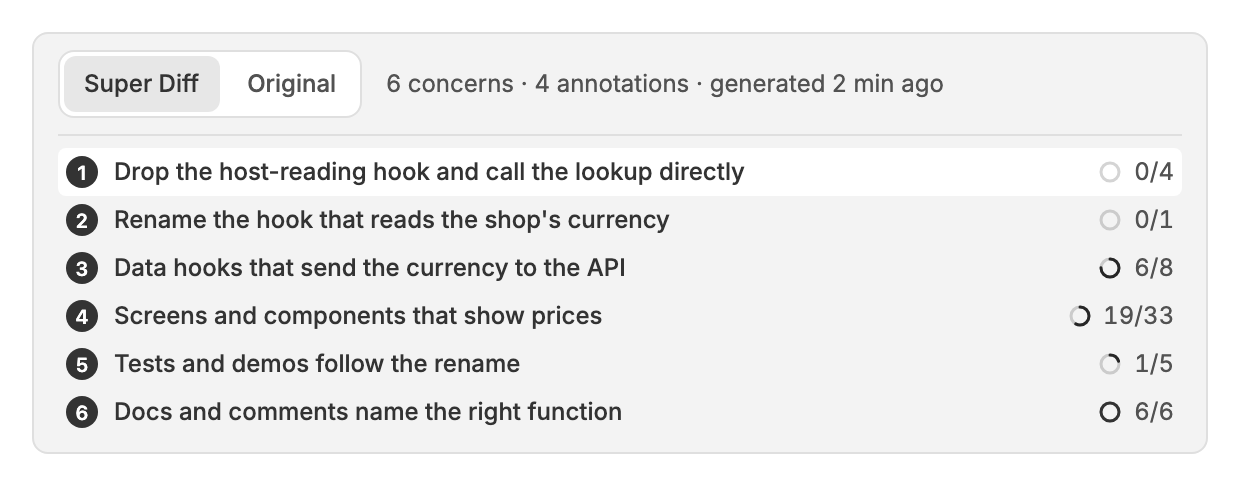 Super Diff Original 6 concerns · 4 annotations · generated 2 min ago
1 Drop the host-reading hook and call the lookup directly 0/4
2 Rename the hook that reads the shop's currency 0/1
3 Data hooks that send the currency to the API 6/8
4 Screens and components that show prices 19/33
5 Tests and demos follow the rename 1/5
6 Docs and comments name the right function 6/6